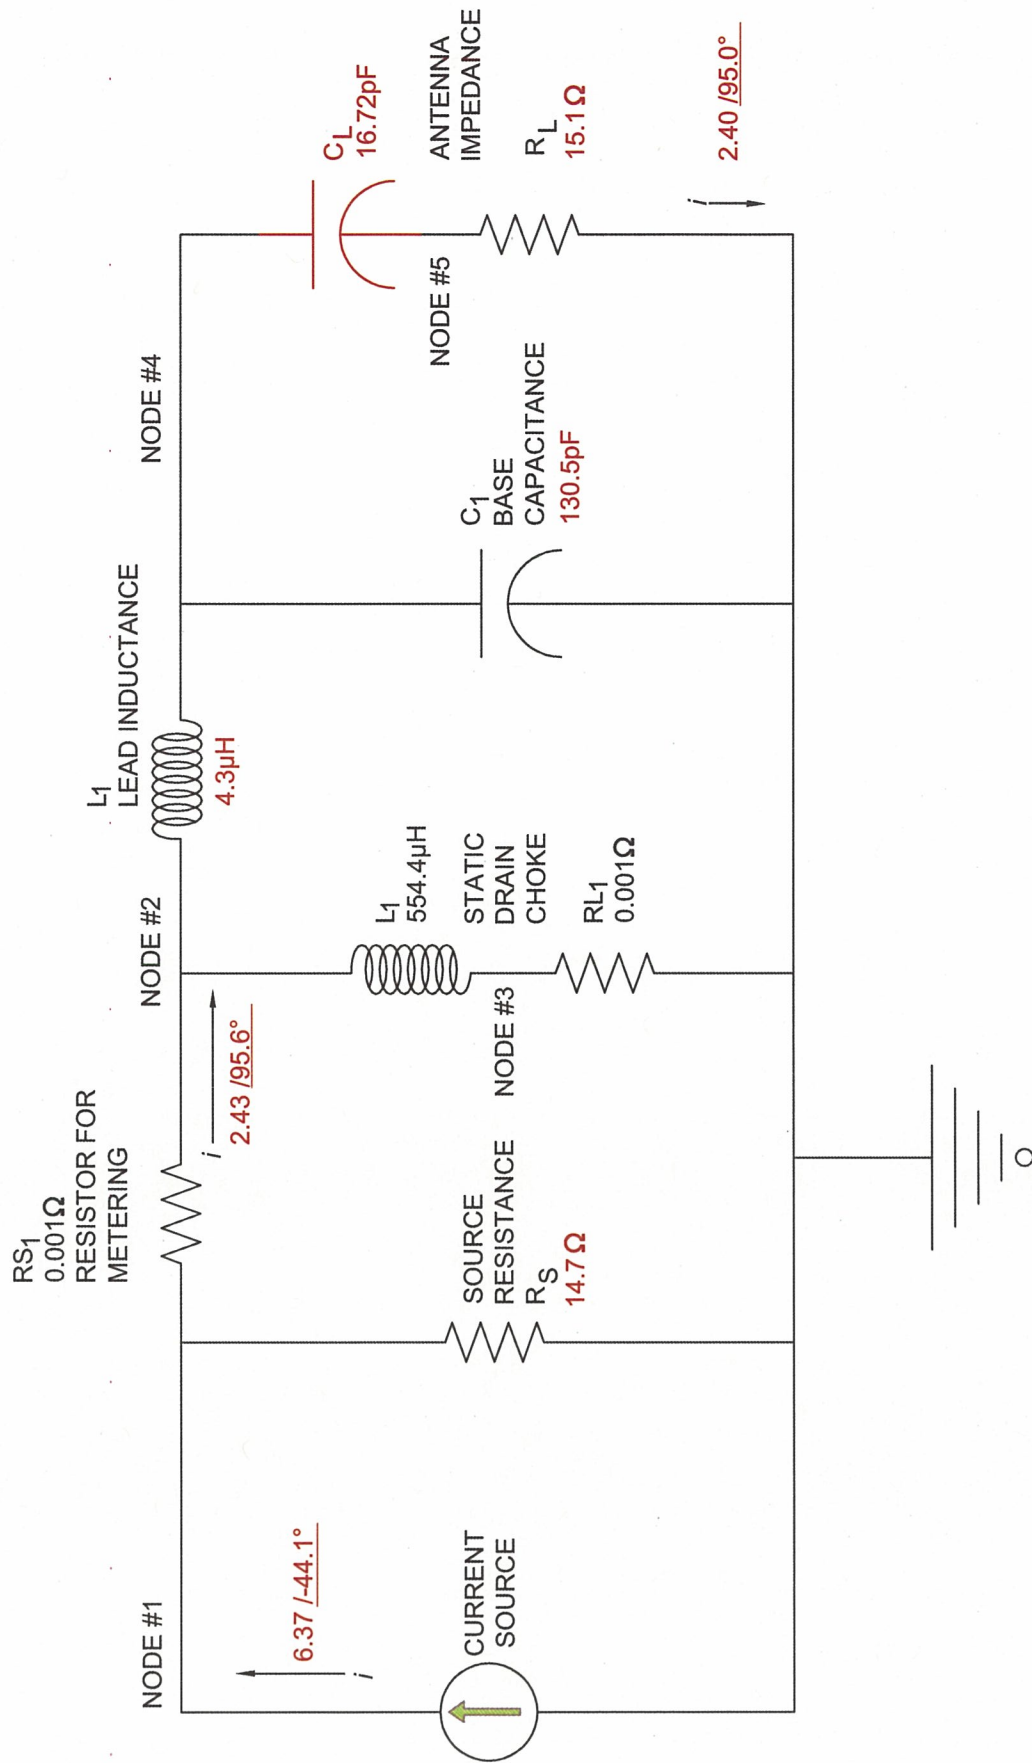 NODE #1
6.37 /-44.1°
i
CURRENT
SOURCE
RS1
0.001Ω
RESISTOR FOR
METERING
i
2.43 /95.6°
SOURCE
RESISTANCE
RS
14.7 Ω
NODE #2
L1
554.4µH
STATIC
DRAIN
CHOKE
NODE #3
RL1
0.001Ω
L1
LEAD INDUCTANCE
4.3µH
C1
BASE
CAPACITANCE
130.5pF
NODE #4
CL
16.72pF
NODE #5
ANTENNA
IMPEDANCE
RL
15.1 Ω
i
2.40 /95.0°
O